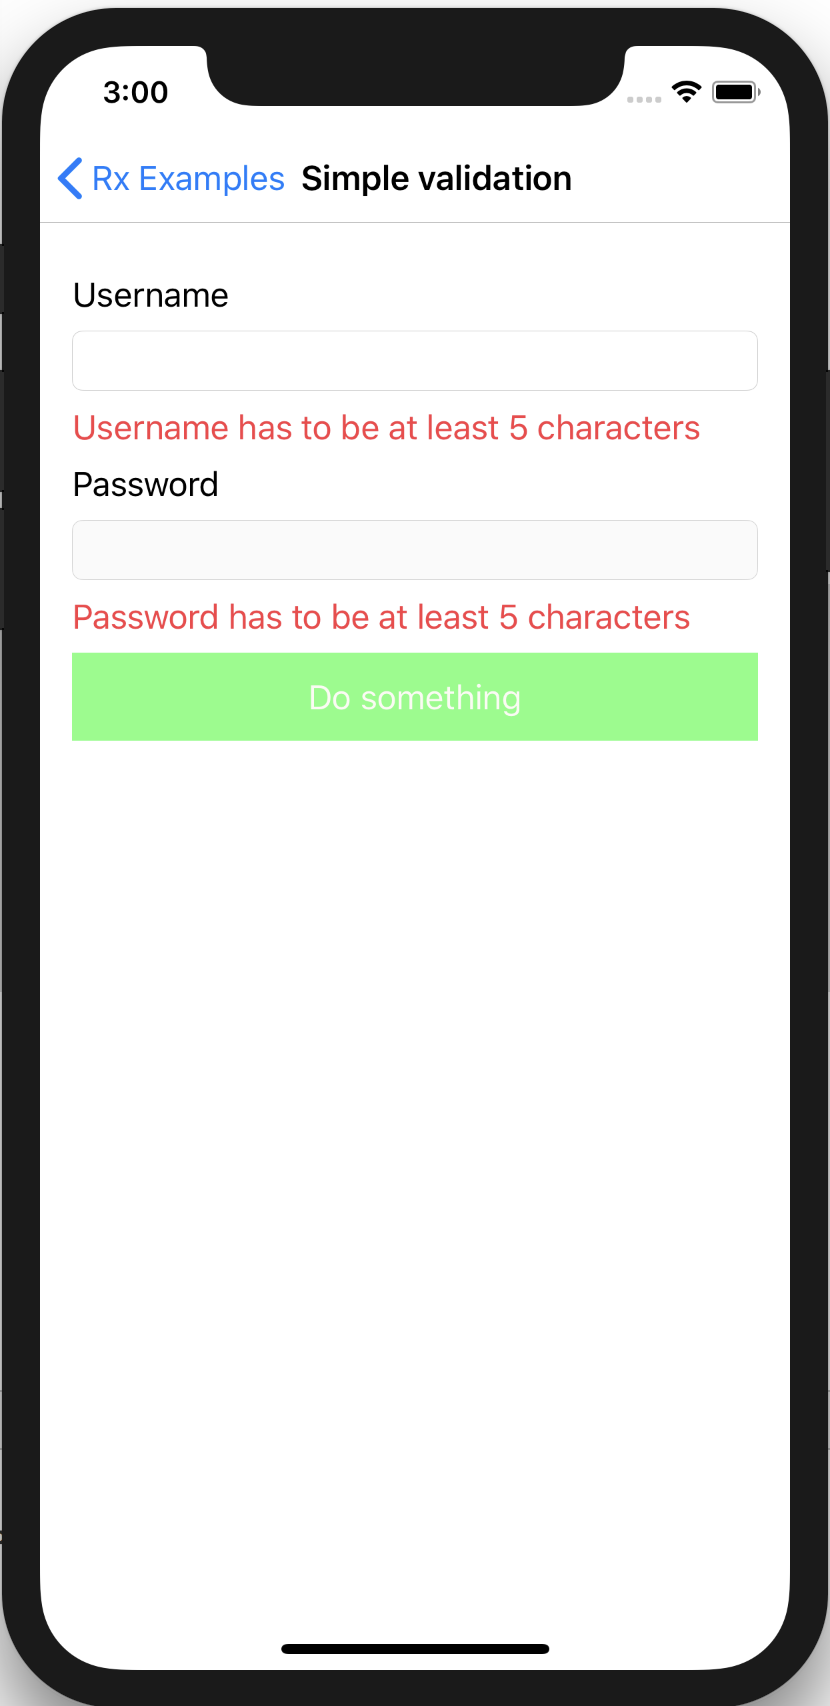 3:00
Rx Examples Simple validation
Username
Username has to be at least 5 characters
Password
Password has to be at least 5 characters
Do something